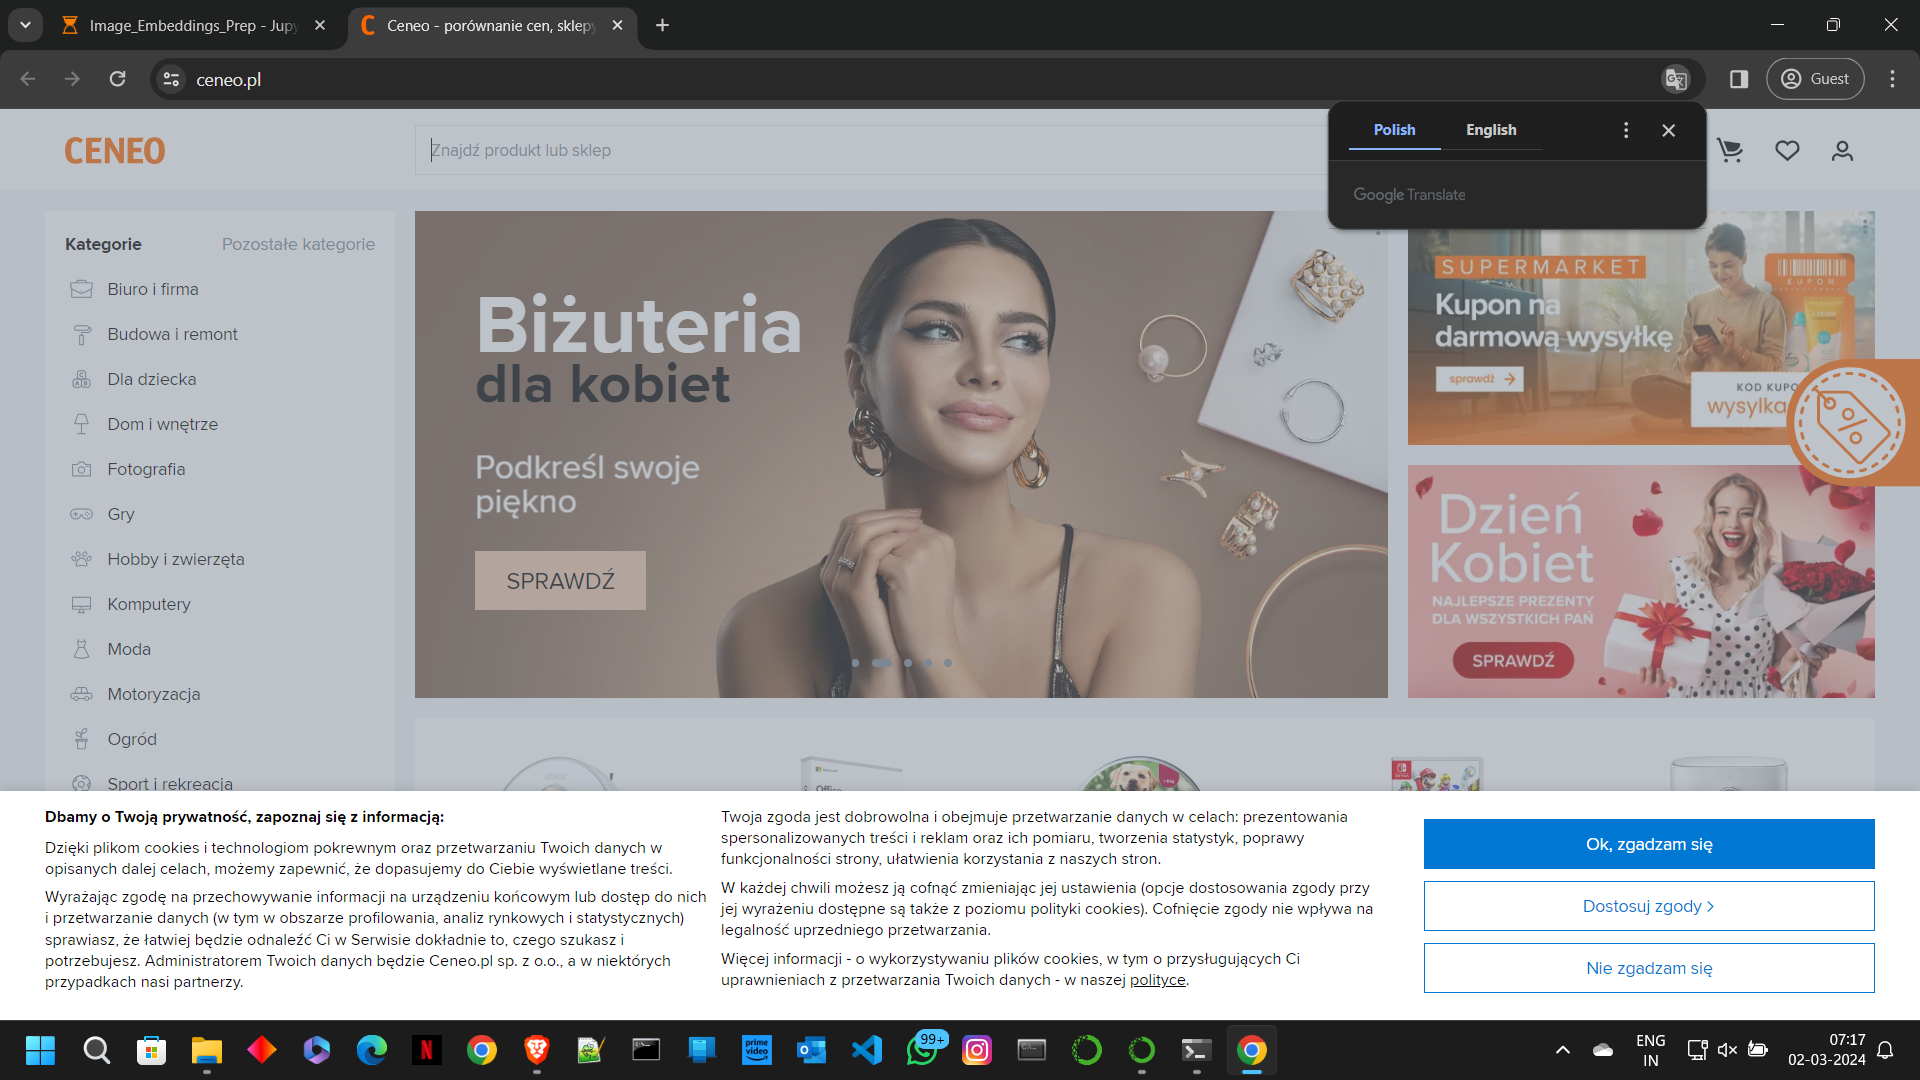 Image_Embeddings_Prep - Jupy
Ceneo - porównanie cen, sklepy
ceneo.pl
Guest
Polish
English
Google Translate
CENEO
Znajdź produkt lub sklep
Kategorie
Pozostałe kategorie
Biuro i firma
Budowa i remont
Dla dziecka
Dom i wnętrze
Fotografia
Gry
Hobby i zwierzęta
Komputery
Moda
Motoryzacja
Ogród
Sport i rekreacja
Biżuteria
dla kobiet
Podkreśl swoje
piękno
SPRAWDŹ
SUPERMARKET
Kupon na
darmową wysyłkę
sprawdź
KUPON
KOD KUPO
wysylka
Dzień
Kobiet
NAJLEPSZE PREZENTY
DLA WSZYSTKICH PAŃ
SPRAWDŹ
Office
Dbamy o Twoją prywatność, zapoznaj się z informacją:
Dzięki plikom cookies i technologiom pokrewnym oraz przetwarzaniu Twoich danych w
opisanych dalej celach, możemy zapewnić, że dopasujemy do Ciebie wyświetlane treści.
Wyrażając zgodę na przechowywanie informacji na urządzeniu końcowym lub dostęp do nich
i przetwarzanie danych (w tym w obszarze profilowania, analiz rynkowych i statystycznych)
sprawiasz, że łatwiej będzie odnaleźć Ci w Serwisie dokładnie to, czego szukasz i
potrzebujesz. Administratorem Twoich danych będzie Ceneo.pl sp. z o.o., a w niektórych
przypadkach nasi partnerzy.
Twoja zgoda jest dobrowolna i obejmuje przetwarzanie danych w celach: prezentowania
spersonalizowanych treści i reklam oraz ich pomiaru, tworzenia statystyk, poprawy
funkcjonalności strony, ułatwienia korzystania z naszych stron.
W każdej chwili możesz ją cofnąć zmieniając jej ustawienia (opcje dostosowania zgody przy
jej wyrażeniu dostępne są także z poziomu polityki cookies). Cofnięcie zgody nie wpływa na
legalność uprzedniego przetwarzania.
Więcej informacji - o wykorzystywaniu plików cookies, w tym o przysługujących Ci
uprawnieniach z przetwarzania Twoich danych - w naszej polityce.
Ok, zgadzam się
Dostosuj zgody >
Nie zgadzam się
prime
video
99+
ENG
IN
07:17
02-03-2024